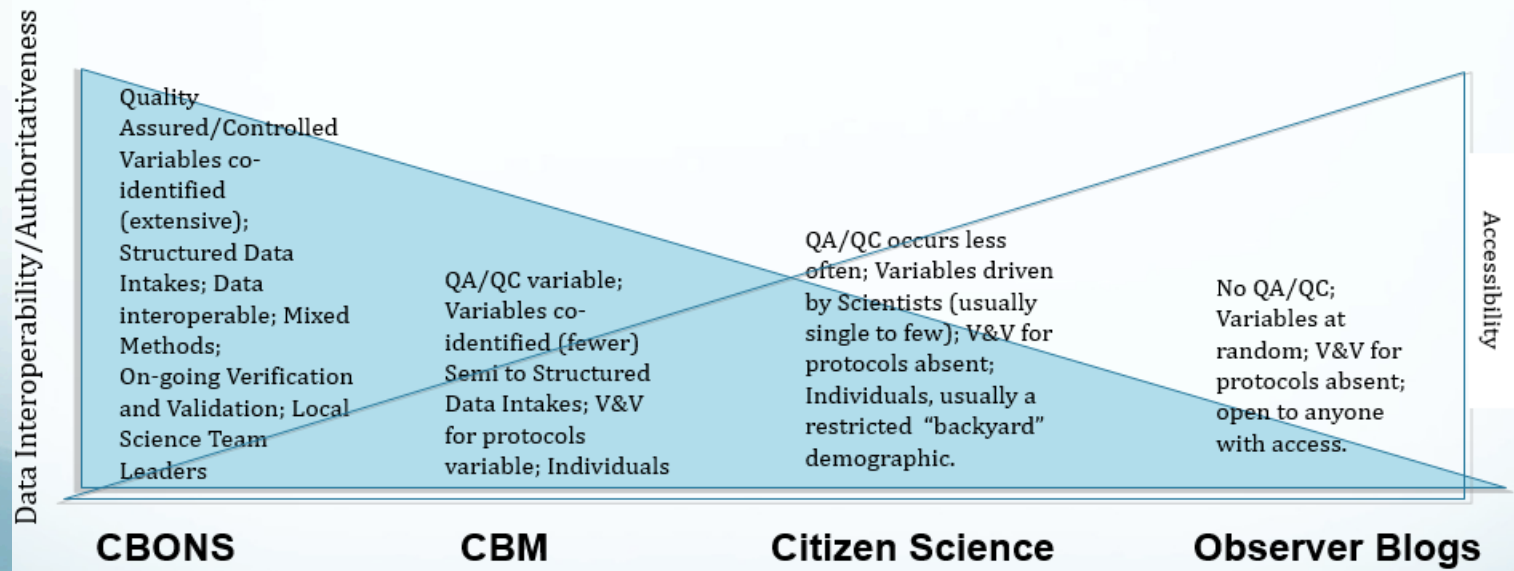 Data Interoperability/Authoritativeness
Quality
Assured/Controlled
Variables co-
identified
(extensive);
Structured Data
Intakes; Data
interoperable; Mixed
Methods;
On-going Verification
and Validation; Local
Science Team
Leaders
QA/QC variable;
Variables co-
identified (fewer)
Semi to Structured
Data Intakes; V&V
for protocols
variable; Individuals
QA/QC occurs less
often; Variables driven
by Scientists (usually
single to few); V&V for
protocols absent;
Individuals, usually a
restricted “backyard”
demographic.
No QA/QC;
Variables at
random; V&V for
protocols absent;
open to anyone
with access.
Accessibility
CBONS
CBM
Citizen Science
Observer Blogs